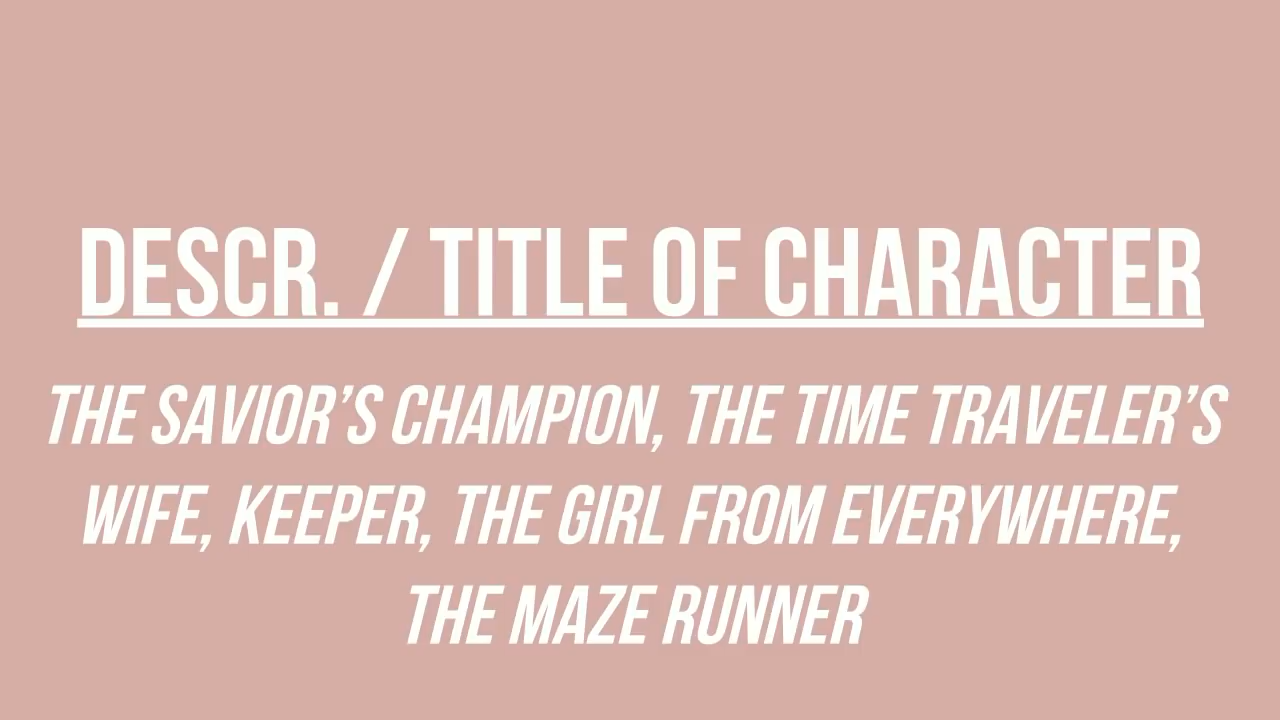 DESCR. / TITLE OF CHARACTER
THE SAVIOR’S CHAMPION, THE TIME TRAVELER’S
WIFE, KEEPER, THE GIRL FROM EVERYWHERE,
THE MAZE RUNNER